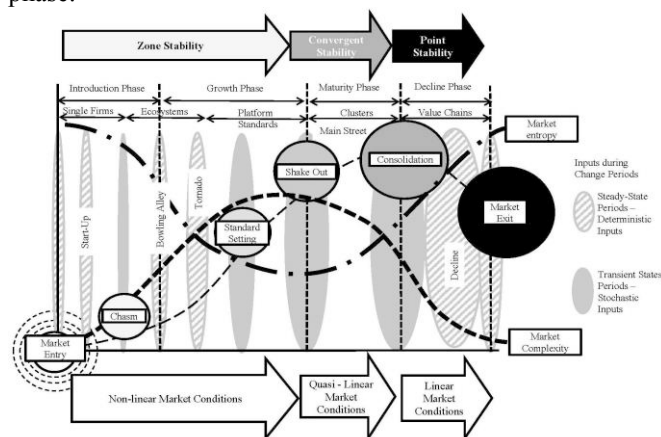 phase.
Zone Stability
Convergent
Stability
Point
Stability
Introduction Phase
Growth Phase
Maturity Phase
Decline Phase
Single Firms
Ecosystems
Platform
Standards
Clusters
Value Chains
Main Street
Market
entropy
Shake Out
Consolidation
Inputs during
Change Periods
Steady-State
Periods –
Deterministic
Inputs
Start-Up
Bowling Alley
Tornado
Standard
Setting
Market
Exit
Decline
Chasm
Transient States
Periods –
Stochastic
Inputs
Market
Entry
Market
Complexity
Non-linear Market Conditions
Quasi - Linear
Market
Conditions
Linear
Market
Conditions